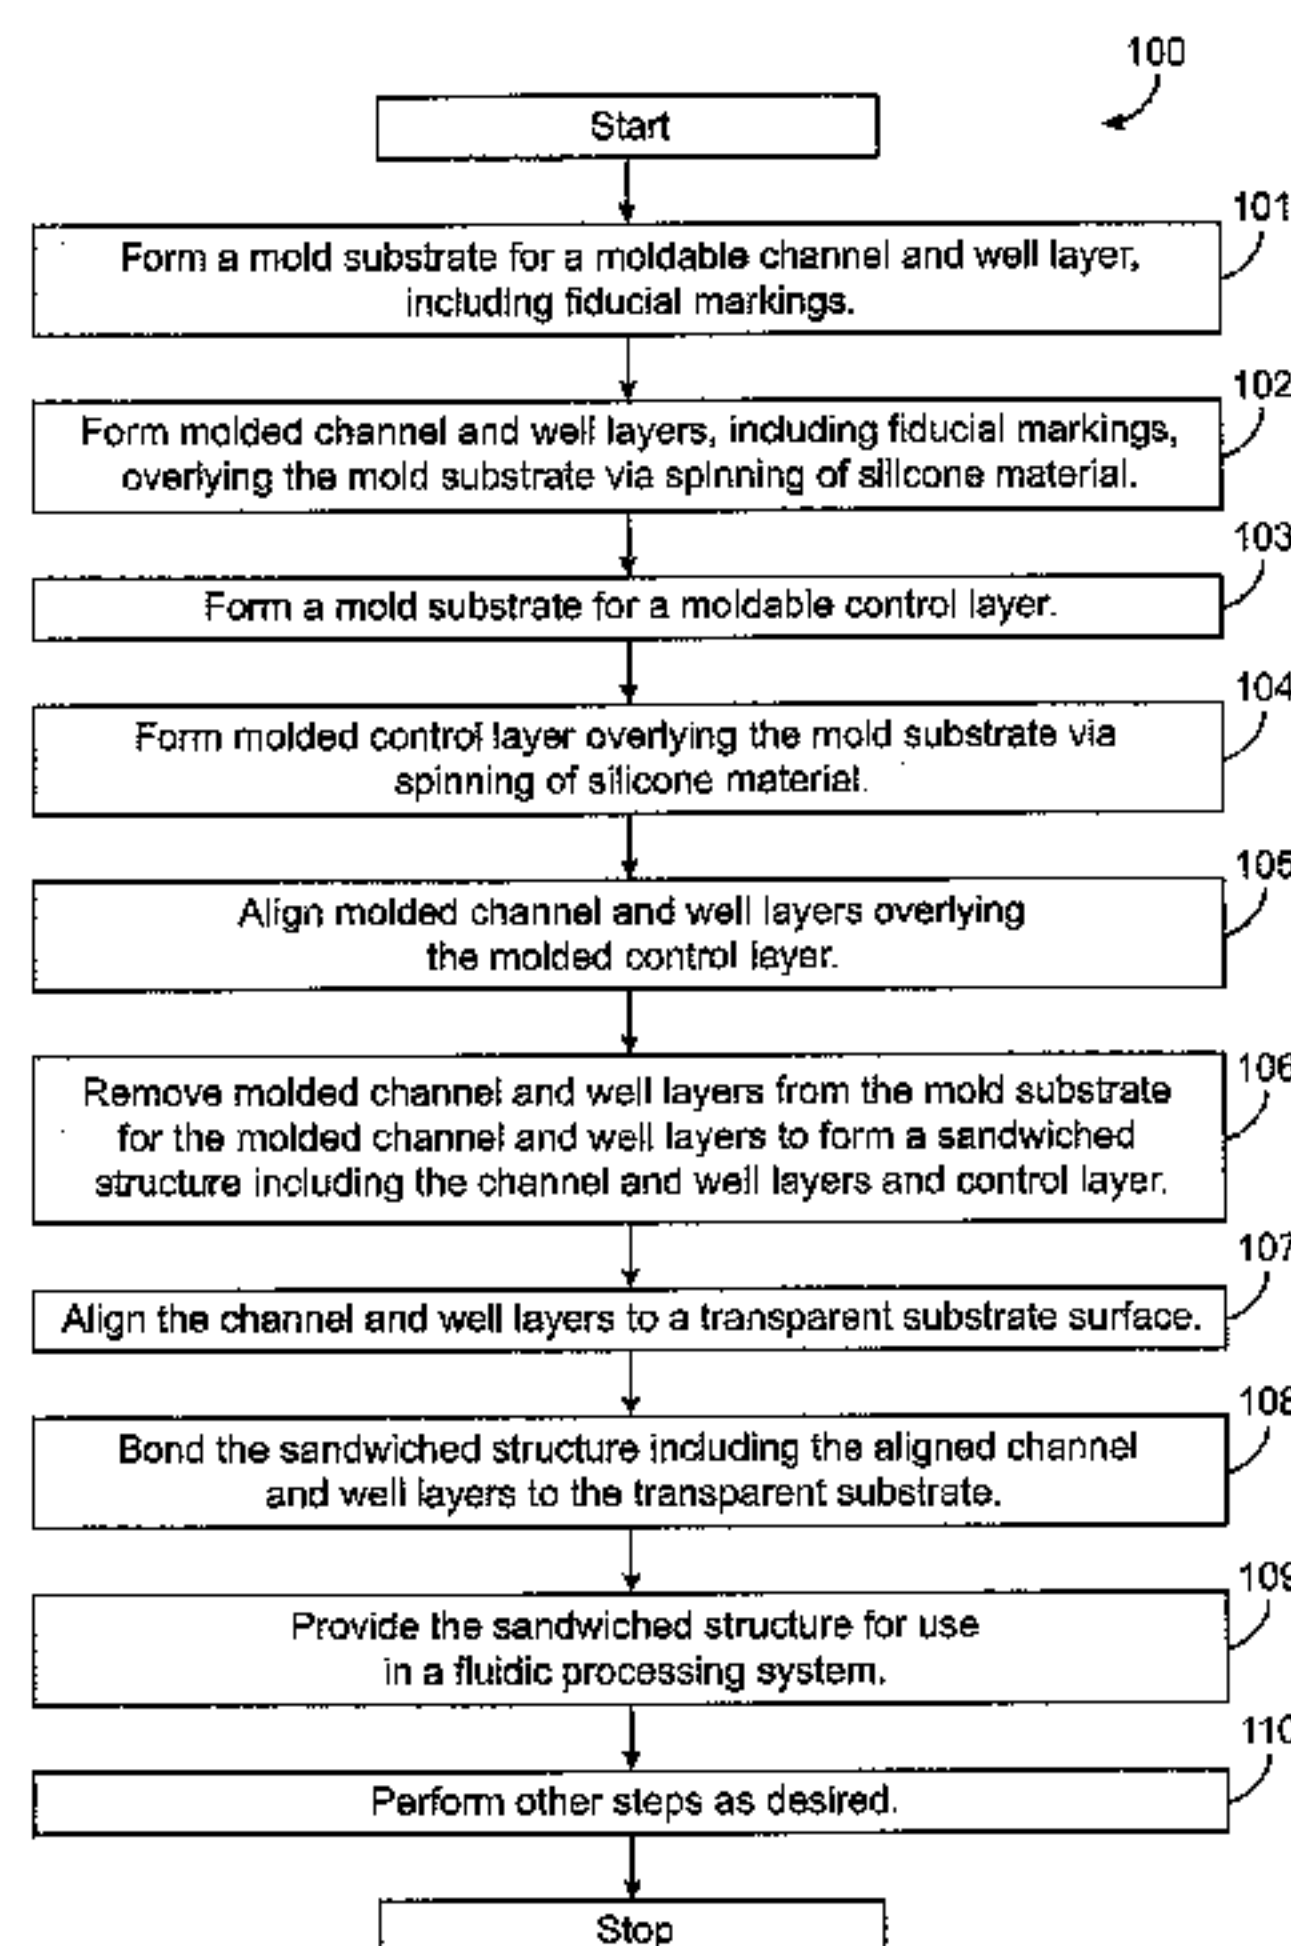 100
Start
101
Form a mold substrate for a moldable channel and well layer,
including fiducial markings.
102
Form molded channel and well layers, including fiducial markings,
overlying the mold substrate via spinning of silicone material.
103
Form a mold substrate for a moldable control layer.
104
Form molded control layer overlying the mold substrate via
spinning of silicone material.
105
Align molded channel and well layers overlying
the molded control layer.
106
Remove molded channel and well layers from the mold substrate
for the molded channel and well layers to form a sandwiched
structure including the channel and well layers and control layer.
107
Align the channel and well layers to a transparent substrate surface.
108
Bond the sandwiched structure including the aligned channel
and well layers to the transparent substrate.
109
Provide the sandwiched structure for use
in a fluidic processing system.
110
Perform other steps as desired.
Stop